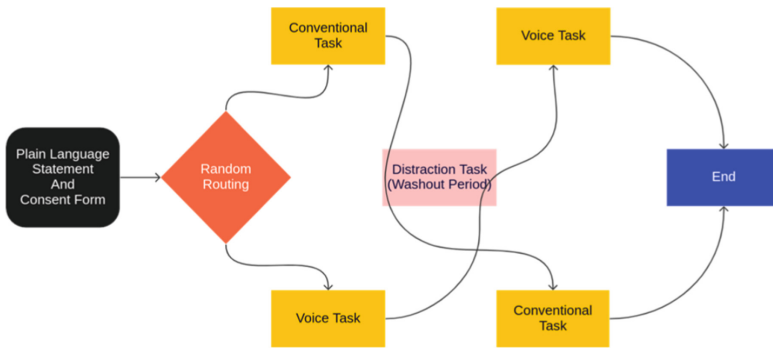 Plain Language
Statement
And
Consent Form
Random
Routing
Conventional
Task
Voice Task
Distraction Task
(Washout Period)
Voice Task
Conventional
Task
End